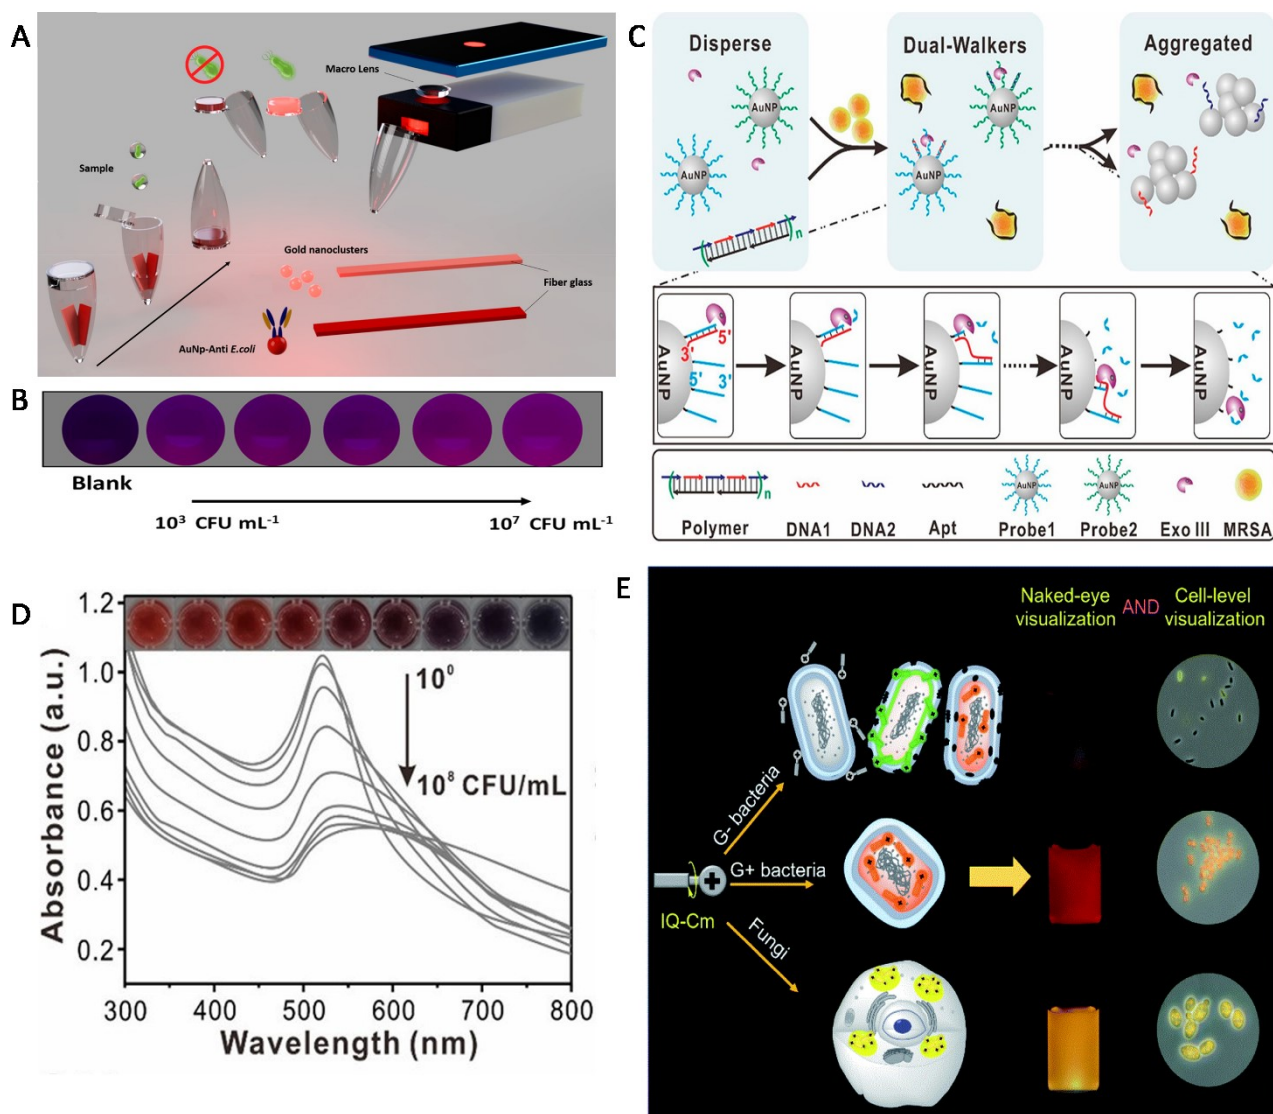 A
Macro Lens
Sample
Gold nanoclusters
Fiber glass
AuNp-Anti E.coli
B
Blank
10³ CFU mL⁻¹
10⁷ CFU mL⁻¹
C
Disperse
Dual-Walkers
Aggregated
AuNP
AuNP
AuNP
AuNP
n
AuNP
3'
5'
5'
3'
AuNP
AuNP
AuNP
AuNP
n
AuNP
AuNP
Polymer
DNA1
DNA2
Apt
Probe1
Probe2
Exo III
MRSA
D
Absorbance (a.u.)
1.2
1.0
0.8
0.6
0.4
0.2
10⁰
10⁸ CFU/mL
300
400
500
600
700
800
Wavelength (nm)
E
Naked-eye
visualization
AND
Cell-level
visualization
G- bacteria
G+ bacteria
Fungi
IQ-Cm